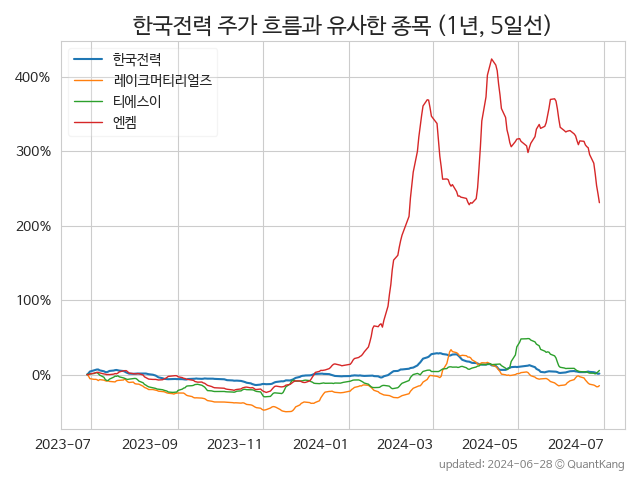 한국전력 주가 흐름과 유사한 종목 (1년, 5일선)
한국전력
레이크머티리얼즈
티에스이
엔켐
400%
300%
200%
100%
0%
2023-07 2023-09 2023-11 2024-01 2024-03 2024-05 2024-07
updated: 2024-06-28 © QuantKang